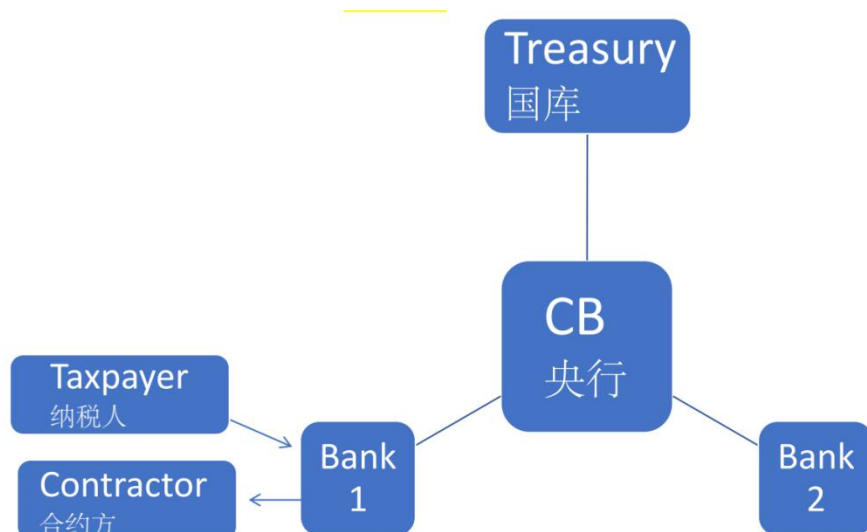 Treasury
国库
CB
央行
Taxpayer
纳税人
Contractor
合约方
Bank
1
Bank
2